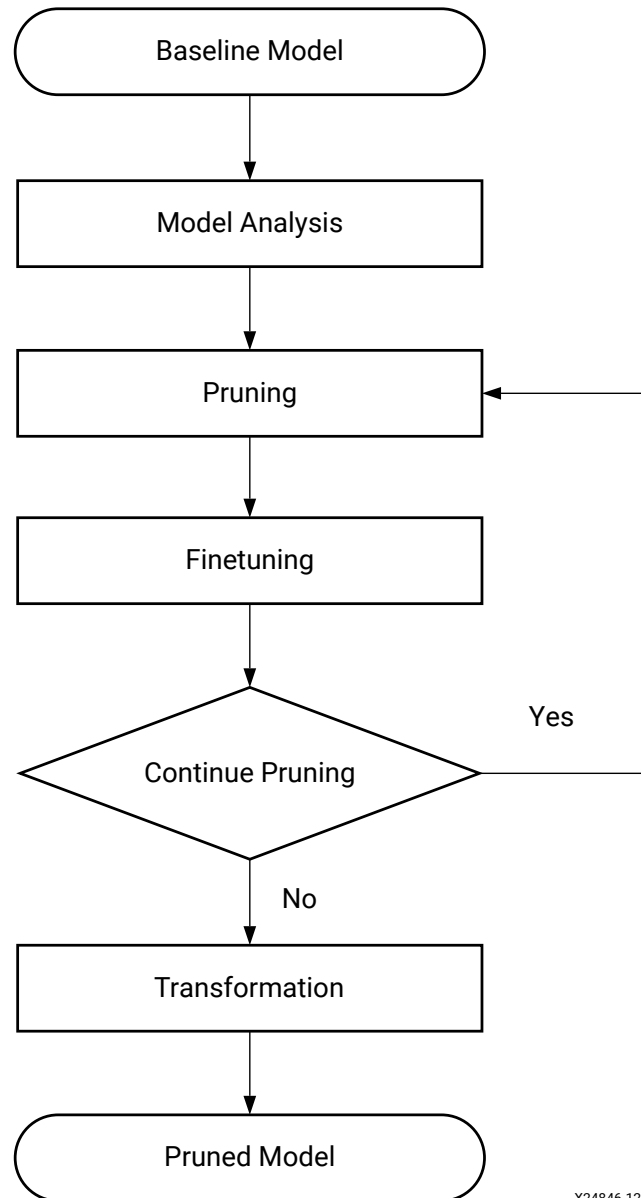 Baseline Model
Model Analysis
Pruning
Finetuning
Yes
Continue Pruning
No
Transformation
Pruned Model